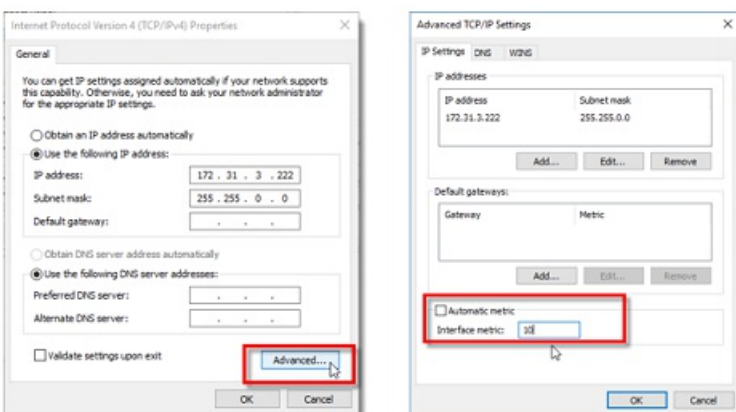 Internet Protocol Version 4 (TCP/IPv4) Properties
General
You can get IP settings assigned automatically if your network supports
this capability. Otherwise, you need to ask your network administrator
for the appropriate IP settings.
Obtain an IP address automatically
Use the following IP address:
IP address: 172 . 31 . 3 . 222
Subnet mask: 255 . 255 . 0 . 0
Default gateway: . . .
Obtain DNS server address automatically
Use the following DNS server addresses:
Preferred DNS server: . . .
Alternate DNS server: . . .
Validate settings upon exit
Advanced...
OK Cancel
Advanced TCP/IP Settings
IP Settings DNS WINS
IP addresses
IP address Subnet mask
172.31.3.222 255.255.0.0
Add... Edit... Remove
Default gateways:
Gateway Metric
Add... Edit... Remove
Automatic metric
Interface metric: 10
OK Cancel